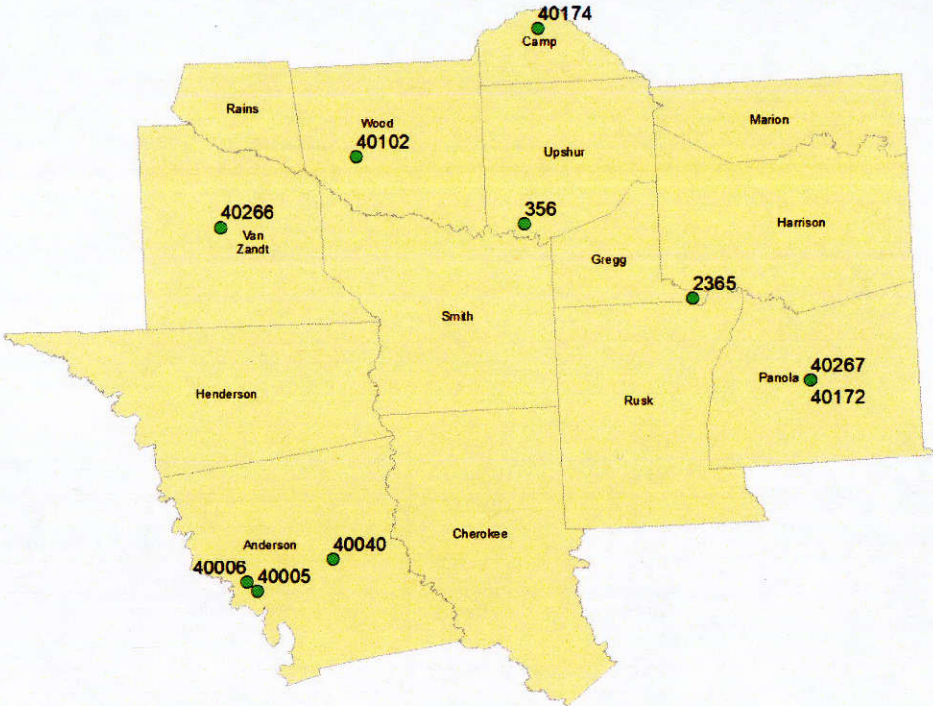 40174
Camp
Rains
Marion
Wood
40102
Upshur
40266
Van
Zandt
356
Harrison
Gregg
2365
Smith
40267
Panola
40172
Henderson
Rusk
Cherokee
Anderson
40040
40006
40005